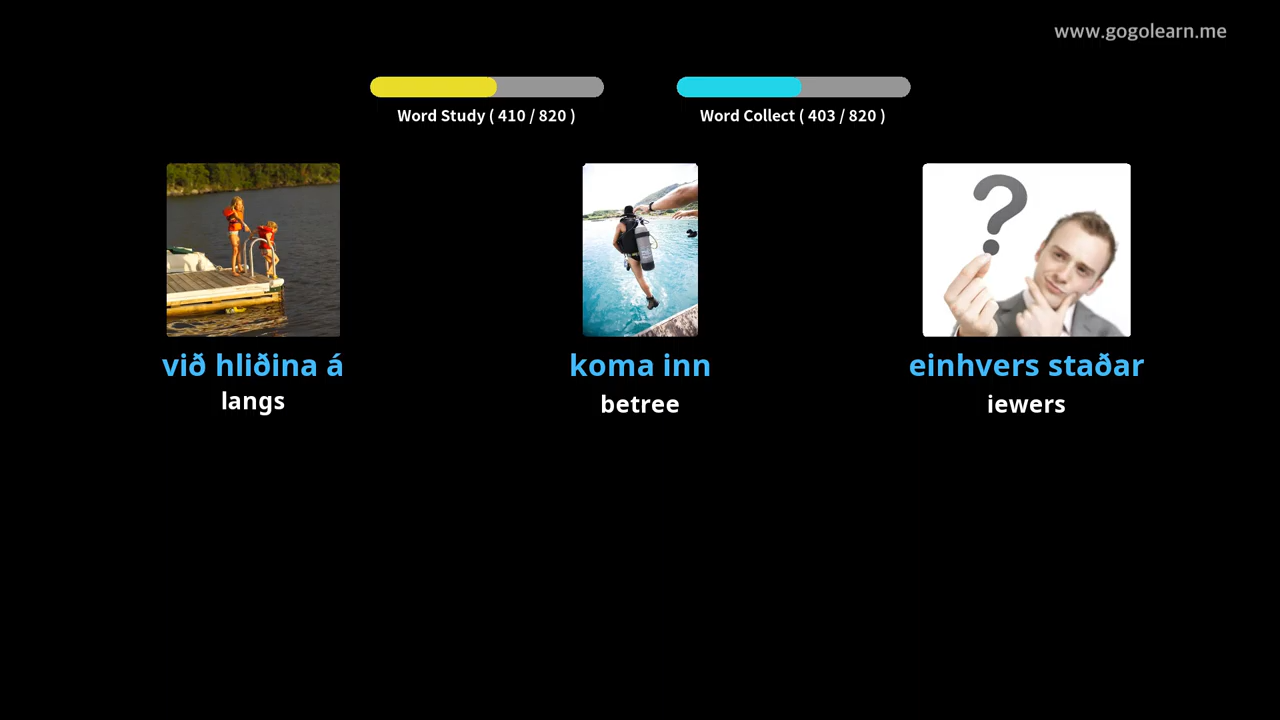 www.gogolearn.me
Word Study ( 410 / 820 )
Word Collect ( 403 / 820 )
við hliðina á
langs
koma inn
betree
einhvers staðar
iewers